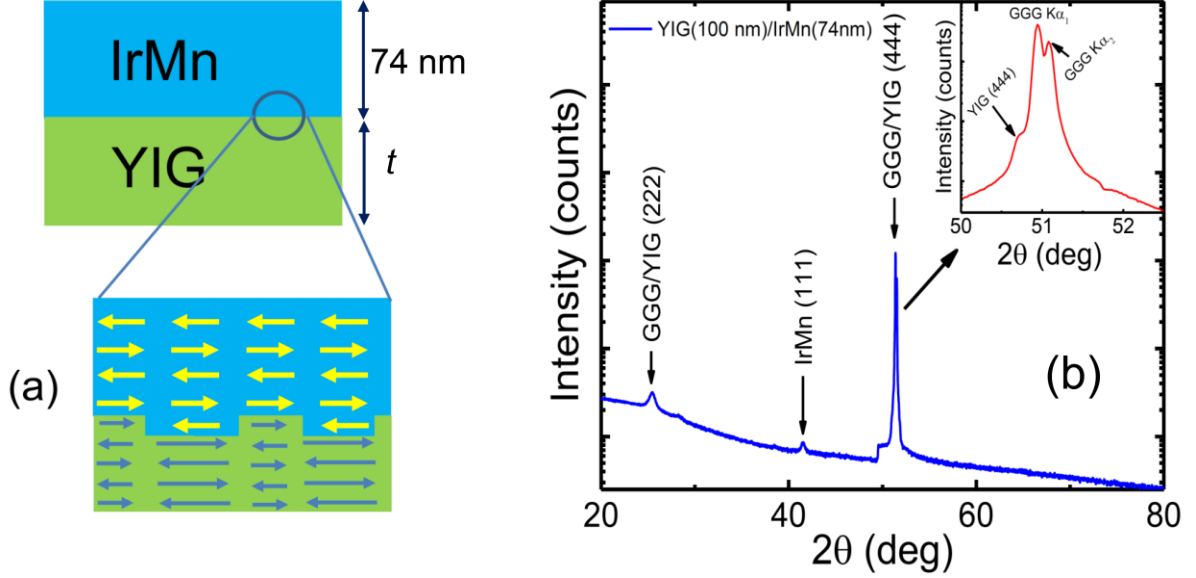 IrMn
74 nm
YIG
t
(a)
YIG(100 nm)/IrMn(74nm)
Intensity (counts)
GGG/YIG (222)
IrMn (111)
GGG/YIG (444)
(b)
20
40
60
80
2θ (deg)
GGG Kα₁
GGG Kα₂
YIG (444)
Intensity (counts)
50
51
52
2θ (deg)